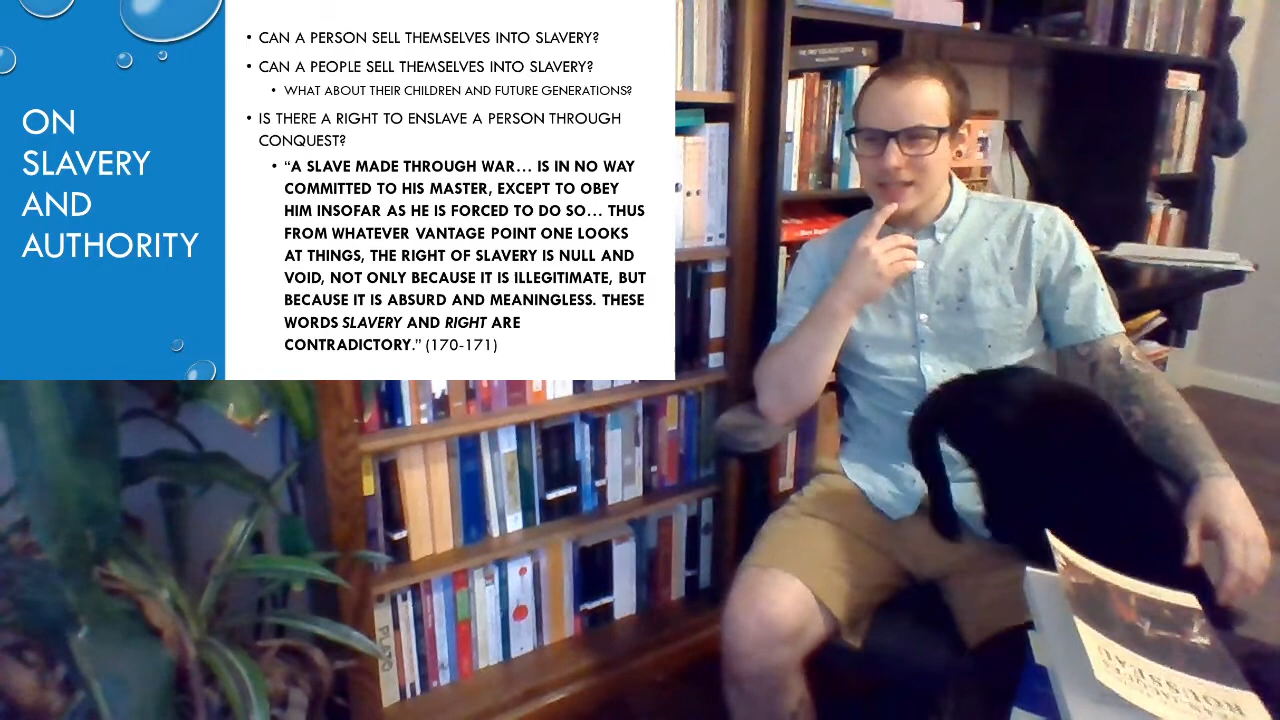 ON
SLAVERY
AND
AUTHORITY
• CAN A PERSON SELL THEMSELVES INTO SLAVERY?
• CAN A PEOPLE SELL THEMSELVES INTO SLAVERY?
• WHAT ABOUT THEIR CHILDREN AND FUTURE GENERATIONS?
• IS THERE A RIGHT TO ENSLAVE A PERSON THROUGH
CONQUEST?
• “A SLAVE MADE THROUGH WAR… IS IN NO WAY
COMMITTED TO HIS MASTER, EXCEPT TO OBEY
HIM INSOFAR AS HE IS FORCED TO DO SO… THUS
FROM WHATEVER VANTAGE POINT ONE LOOKS
AT THINGS, THE RIGHT OF SLAVERY IS NULL AND
VOID, NOT ONLY BECAUSE IT IS ILLEGITIMATE, BUT
BECAUSE IT IS ABSURD AND MEANINGLESS. THESE
WORDS SLAVERY AND RIGHT ARE
CONTRADICTORY.” (170-171)
PLATO
ROUSSEAU